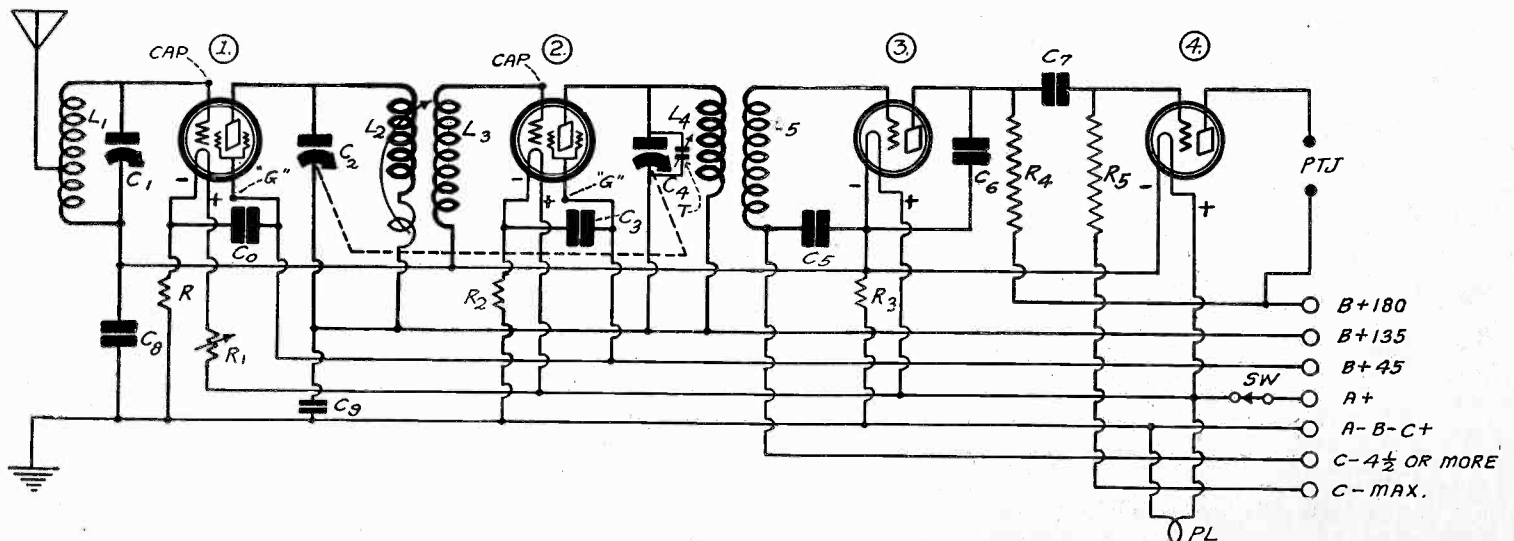 CAP
1.
CAP
2.
3.
C7
4.
L1
C1
"G"
L2
C2
L3
"G"
L4
C4
T
-5
C6
R4
R5
PTJ
-
+
-
+
-
+
-
+
C0
C3
C5
R
R2
R3
C8
R1
C9
B+180
B+135
B+45
SW
A+
A-B-C+
C-4½ OR MORE
C-MAX.
PL